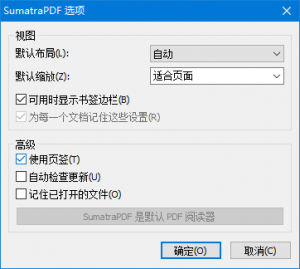 SumatraPDF 选项
视图
默认布局(L):
自动
默认缩放(Z):
适合页面
可用时显示书签边栏(B)
为每一个文档记住这些设置(R)
高级
使用页签(T)
自动检查更新(U)
记住已打开的文件(O)
SumatraPDF 是默认 PDF 阅读器
确定(O)
取消(C)